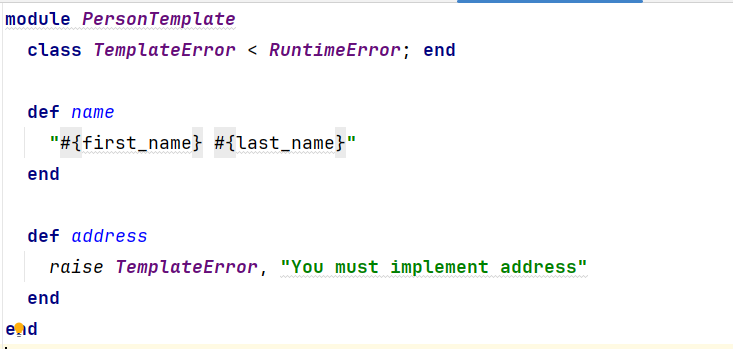 module PersonTemplate
  class TemplateError < RuntimeError; end
  def name
    "#{first_name} #{last_name}"
  end
  def address
    raise TemplateError, "You must implement address"
  end
end